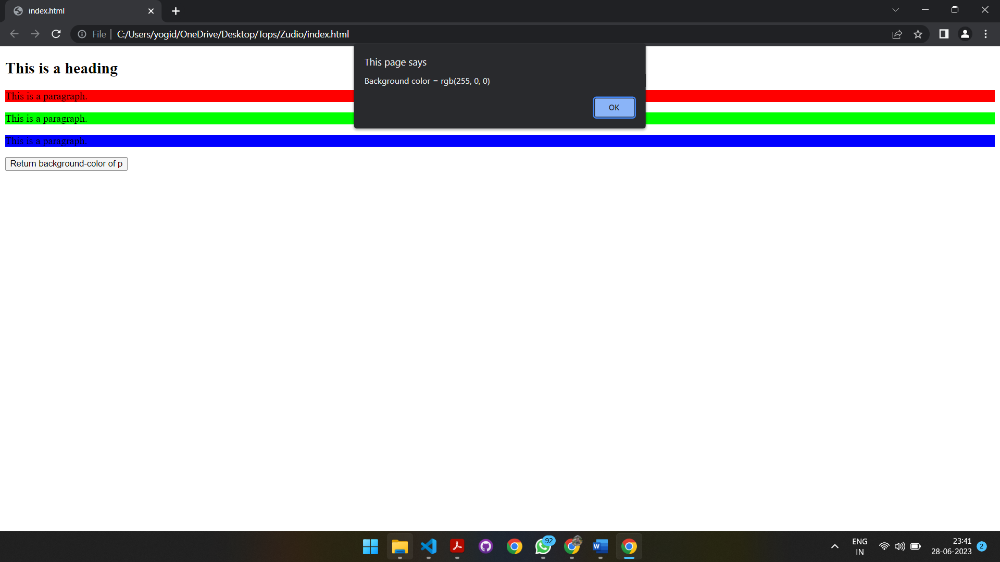 index.html
File | C:/Users/yogid/OneDrive/Desktop/Tops/Zudio/index.html
This page says
Background color = rgb(255, 0, 0)
OK
This is a heading
This is a paragraph.
This is a paragraph.
This is a paragraph.
Return background-color of p
92
W
ENG
IN
23:41
28-06-2023
2